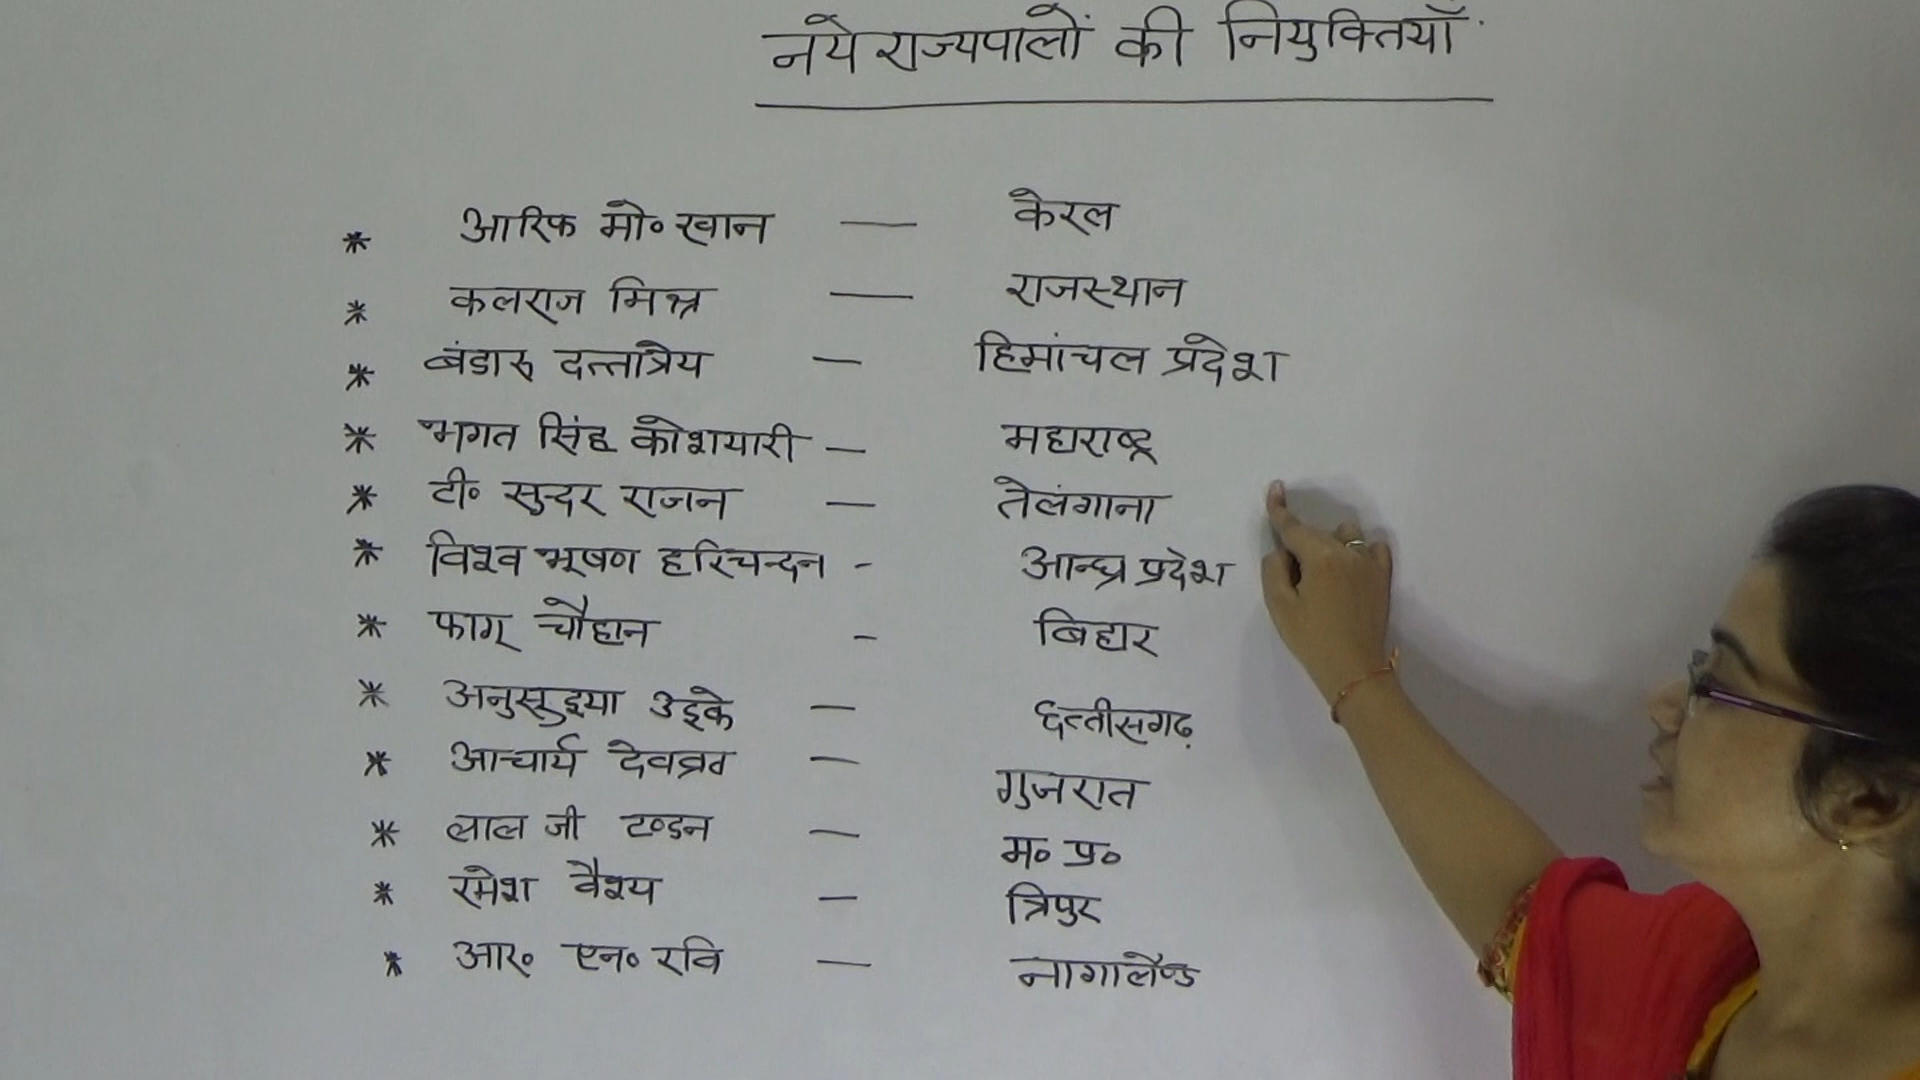 नये राज्यपालों की नियुक्तियाँ
* आरिफ मो० खान — केरल
* कलराज मिश्र — राजस्थान
* बंडारु दत्तात्रेय — हिमांचल प्रदेश
* भगत सिंह कोशयारी — महाराष्ट्र
* टी० सुन्दर राजन — तेलंगाना
* विश्व भूषण हरिचन्दन - आन्ध्र प्रदेश
* फागू चौहान - बिहार
* अनुसुइया उइके — छत्तीसगढ़
* आचार्य देवव्रत — गुजरात
* लाल जी टण्डन — म० प्र०
* रमेश वैश्य — त्रिपुर
* आर० एन० रवि — नागालैण्ड